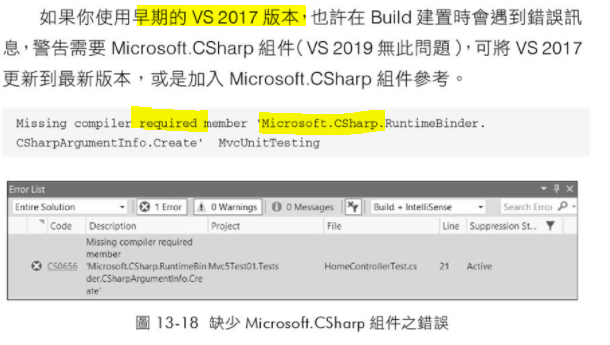 如果你使用早期的 VS 2017 版本，也許在 Build 建置時會遇到錯誤訊
息，警告需要 Microsoft.CSharp 組件（VS 2019 無此問題），可將 VS 2017
更新到最新版本，或是加入 Microsoft.CSharp 組件參考。
Missing compiler required member 'Microsoft.CSharp.RuntimeBinder.
CSharpArgumentInfo.Create' MvcUnitTesting
Error List
Entire Solution 1 Error 0 Warnings 0 Messages Build + IntelliSense Search Error
Code Description Project File Line Suppression St...
Missing compiler required
member
CS0656 'Microsoft.CSharp.RuntimeBin Mvc5Test01.Tests HomeControllerTest.cs 21 Active
der.CSharpArgumentInfo.Cre
ate'
圖 13-18 缺少 Microsoft.CSharp 組件之錯誤